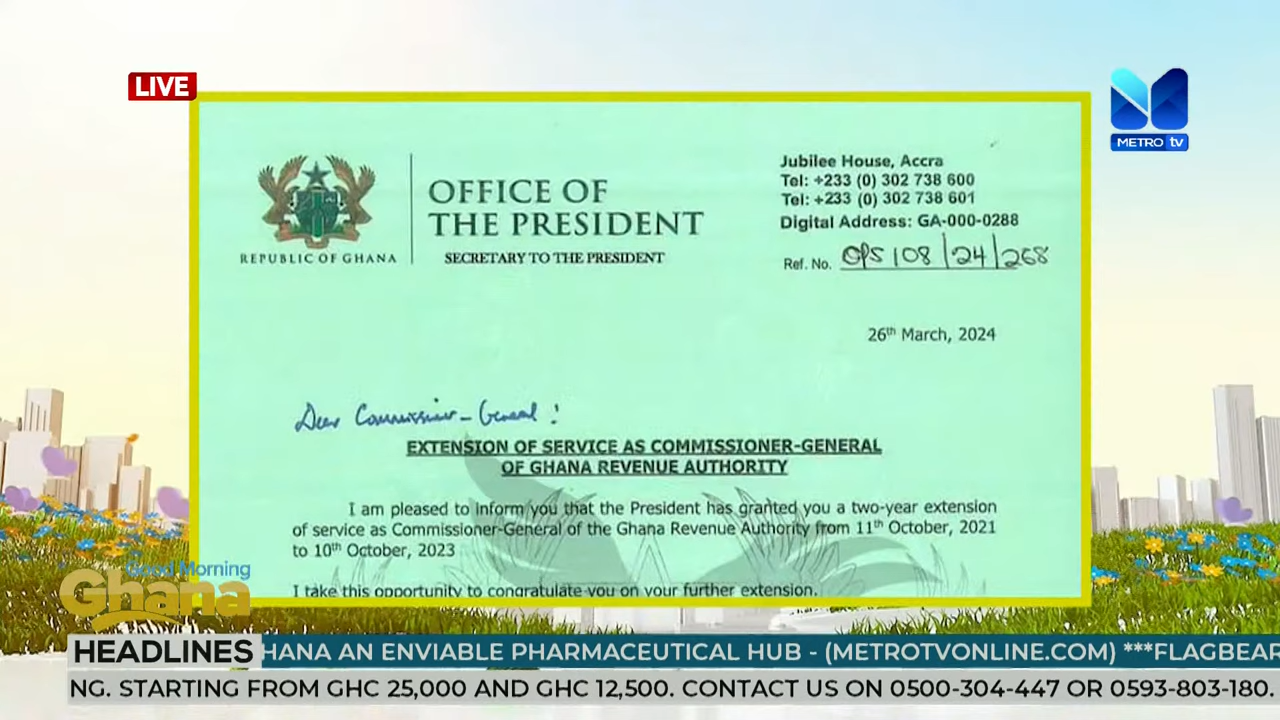 LIVE
METRO tv
REPUBLIC OF GHANA
OFFICE OF
THE PRESIDENT
SECRETARY TO THE PRESIDENT
Jubilee House, Accra
Tel: +233 (0) 302 738 600
Tel: +233 (0) 302 738 601
Digital Address: GA-000-0288
Ref. No. OPS 108/24/268
26th March, 2024
Dear Commissioner-General!
EXTENSION OF SERVICE AS COMMISSIONER-GENERAL
OF GHANA REVENUE AUTHORITY
I am pleased to inform you that the President has granted you a two-year extension
of service as Commissioner-General of the Ghana Revenue Authority from 11th October, 2021
to 10th October, 2023
I take this opportunity to congratulate you on your further extension.
Good Morning
Ghana
HEADLINES
HANA AN ENVIABLE PHARMACEUTICAL HUB - (METROTVONLINE.COM) ***FLAGBEAR
NG. STARTING FROM GHC 25,000 AND GHC 12,500. CONTACT US ON 0500-304-447 OR 0593-803-180.